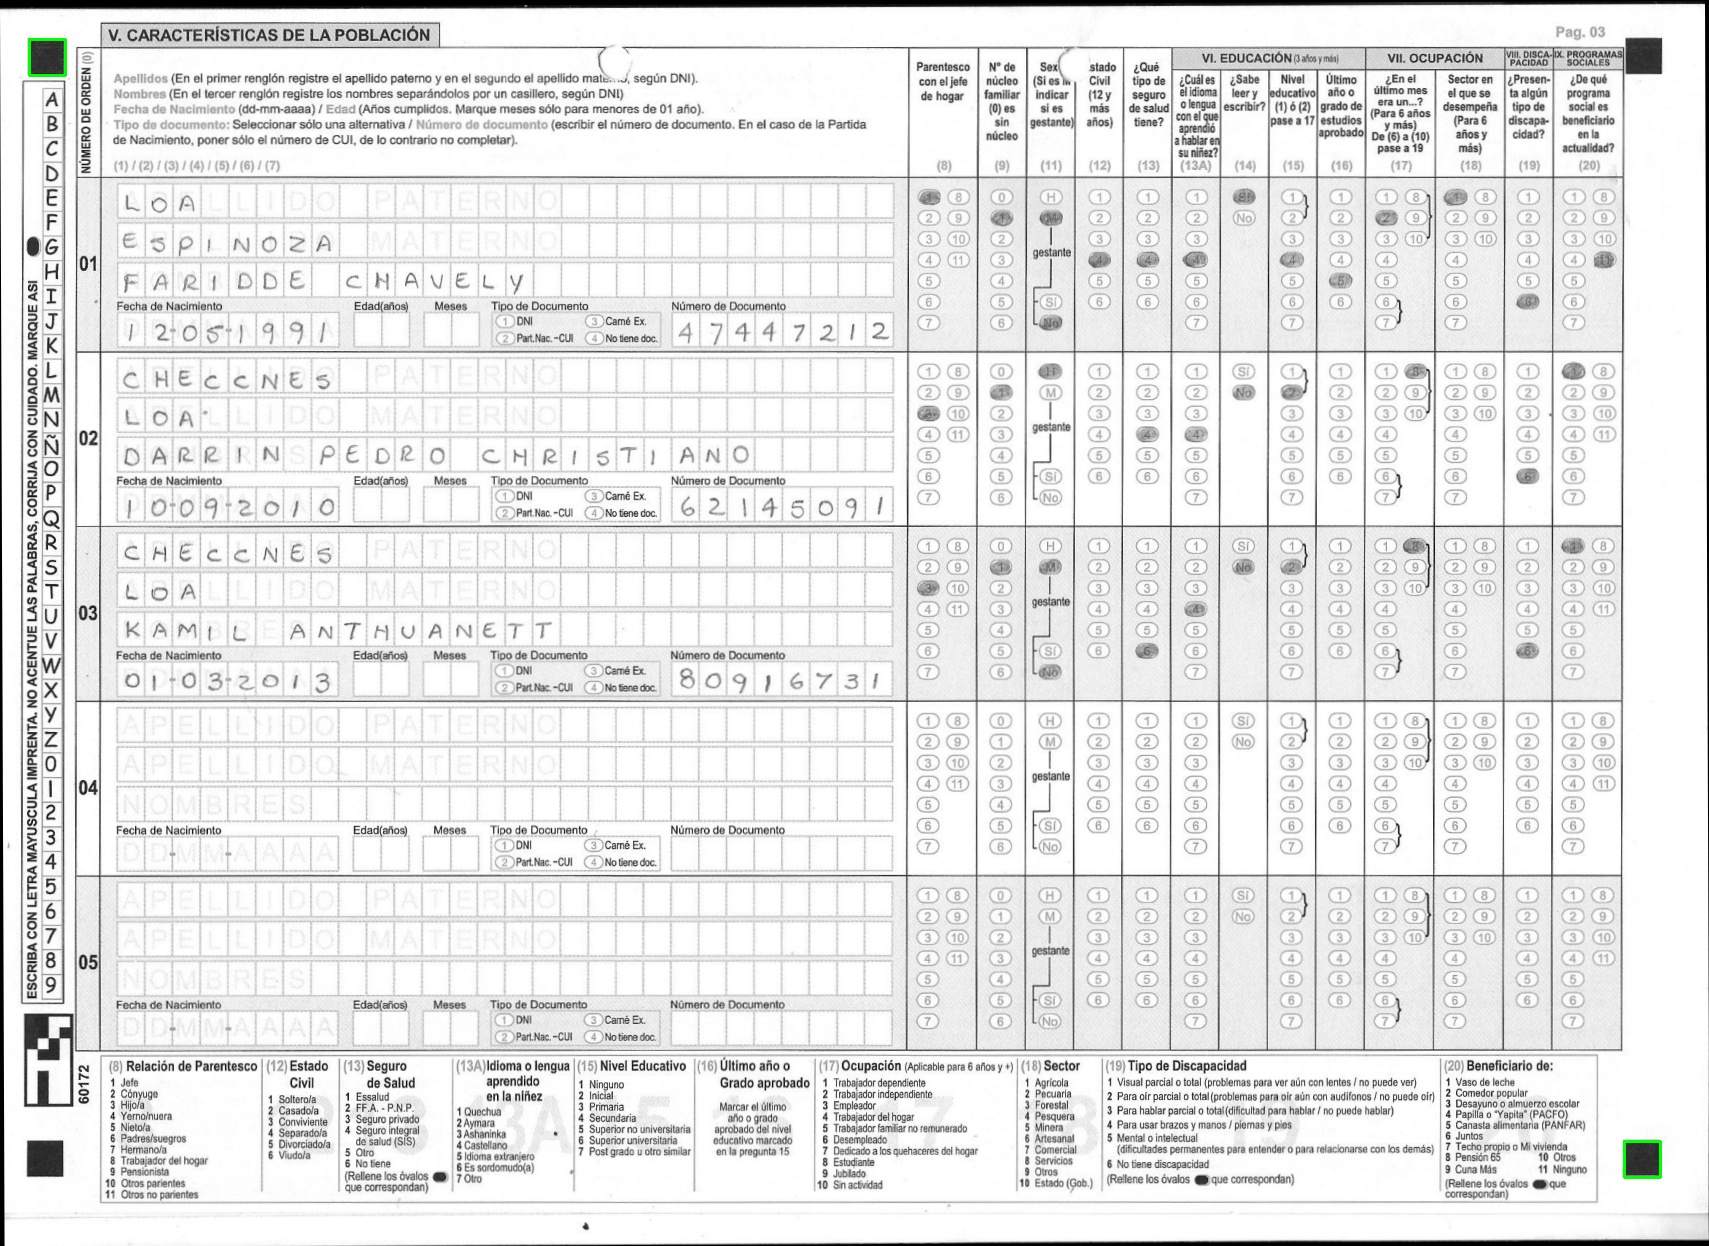 V. CARACTERÍSTICAS DE LA POBLACIÓN
Pag. 03
NÚMERO DE ORDEN (0)
Apellidos (En el primer renglón registre el apellido paterno y en el segundo el apellido mate..., según DNI).
Nombres (En el tercer renglón registre los nombres separándolos por un casillero, según DNI)
Fecha de Nacimiento (dd-mm-aaaa) / Edad (Años cumplidos. Marque meses sólo para menores de 01 año).
Tipo de documento: Seleccionar sólo una alternativa / Número de documento (escribir el número de documento. En el caso de la Partida
de Nacimiento, poner sólo el número de CUI, de lo contrario no completar).
(1) / (2) / (3) / (4) / (5) / (6) / (7)
Parentesco con el jefe de hogar (8)
Nº de núcleo familiar (0) es sin núcleo (9)
Sex (Si es M indicar si es gestante) (11)
stado Civil (12 y más años) (12)
¿Qué tipo de seguro de salud tiene? (13)
VI. EDUCACIÓN (3 años y más)
¿Cuál es el idioma o lengua con el que aprendió a hablar en su niñez? (13A)
¿Sabe leer y escribir? (14)
Nivel educativo (1) ó (2) pase a 17 (15)
Último año o grado de estudios aprobado (16)
VII. OCUPACIÓN
¿En el último mes era un...? (Para 6 años y más) De (6) a (10) pase a 19 (17)
Sector en el que se desempeña (Para 6 años y más) (18)
VIII. DISCAPACIDAD
¿Presenta algún tipo de discapacidad? (19)
IX. PROGRAMAS SOCIALES
¿De qué programa social es beneficiario en la actualidad? (20)
ESCRIBA CON LETRA MAYUSCULA IMPRENTA. NO ACENTUE LAS PALABRAS, CORRIJA CON CUIDADO. MARQUE ASI
A B C D E F G H I J K L M N Ñ O P Q R S T U V W X Y Z 0 1 2 3 4 5 6 7 8 9
01
LOA
ESPINOZA
FARIDDE CHAVELY
Fecha de Nacimiento Edad(años) Meses Tipo de Documento Número de Documento
12-05-1991 1 DNI 3 Carné Ex. 2 Part.Nac.-CUI 4 No tiene doc. 47447212
02
CHECCNES
LOA
DARRIN PEDRO CHRISTIANO
Fecha de Nacimiento Edad(años) Meses Tipo de Documento Número de Documento
10-09-2010 1 DNI 3 Carné Ex. 2 Part.Nac.-CUI 4 No tiene doc. 62145091
03
CHECCNES
LOA
KAMIL ANTHUANETT
Fecha de Nacimiento Edad(años) Meses Tipo de Documento Número de Documento
01-03-2013 1 DNI 3 Carné Ex. 2 Part.Nac.-CUI 4 No tiene doc. 80916731
04
APELLIDO PATERNO
APELLIDO MATERNO
NOMBRES
Fecha de Nacimiento Edad(años) Meses Tipo de Documento Número de Documento
DD-MM-AAAA 1 DNI 3 Carné Ex. 2 Part.Nac.-CUI 4 No tiene doc.
05
APELLIDO PATERNO
APELLIDO MATERNO
NOMBRES
Fecha de Nacimiento Edad(años) Meses Tipo de Documento Número de Documento
DD-MM-AAAA 1 DNI 3 Carné Ex. 2 Part.Nac.-CUI 4 No tiene doc.
60172
(8) Relación de Parentesco
1 Jefe
2 Cónyuge
3 Hijo/a
4 Yerno/nuera
5 Nieto/a
6 Padres/suegros
7 Hermano/a
8 Trabajador del hogar
9 Pensionista
10 Otros parientes
11 Otros no parientes
(12) Estado Civil
1 Soltero/a
2 Casado/a
3 Conviviente
4 Separado/a
5 Divorciado/a
6 Viudo/a
(13) Seguro de Salud
1 Essalud
2 FF.A. - P.N.P.
3 Seguro privado
4 Seguro integral de salud (SIS)
5 Otro
6 No tiene
(Rellene los óvalos que correspondan)
(13A) Idioma o lengua aprendido en la niñez
1 Quechua
2 Aymara
3 Ashaninka
4 Castellano
5 Idioma extranjero
6 Es sordomudo(a)
7 Otro
(15) Nivel Educativo
1 Ninguno
2 Inicial
3 Primaria
4 Secundaria
5 Superior no universitaria
6 Superior universitaria
7 Post grado u otro similar
(16) Último año o Grado aprobado
Marcar el último año o grado aprobado del nivel educativo marcado en la pregunta 15
(17) Ocupación (Aplicable para 6 años y +)
1 Trabajador dependiente
2 Trabajador independiente
3 Empleador
4 Trabajador del hogar
5 Trabajador familiar no remunerado
6 Desempleado
7 Dedicado a los quehaceres del hogar
8 Estudiante
9 Jubilado
10 Sin actividad
(18) Sector
1 Agrícola
2 Pecuaria
3 Forestal
4 Pesquera
5 Minera
6 Artesanal
7 Comercial
8 Servicios
9 Otros
10 Estado (Gob.)
(19) Tipo de Discapacidad
1 Visual parcial o total (problemas para ver aún con lentes / no puede ver)
2 Para oír parcial o total (problemas para oír aún con audífonos / no puede oír)
3 Para hablar parcial o total (dificultad para hablar / no puede hablar)
4 Para usar brazos y manos / piernas y pies
5 Mental o intelectual
(dificultades permanentes para entender o para relacionarse con los demás)
6 No tiene discapacidad
(Rellene los óvalos que correspondan)
(20) Beneficiario de:
1 Vaso de leche
2 Comedor popular
3 Desayuno o almuerzo escolar
4 Papilla o "Yapita" (PACFO)
5 Canasta alimentaria (PANFAR)
6 Juntos
7 Techo propio o Mi vivienda
8 Pensión 65
9 Cuna Más
10 Otros
11 Ninguno
(Rellene los óvalos que correspondan)